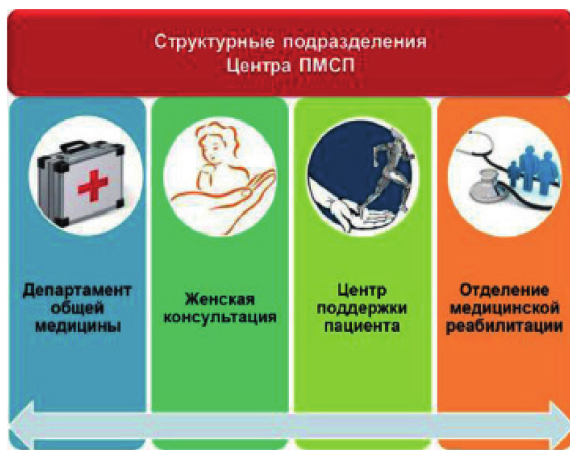 Структурные подразделения
Центра ПМСП
Департамент
общей
медицины
Женская
консультация
Центр
поддержки
пациента
Отделение
медицинской
реабилитации